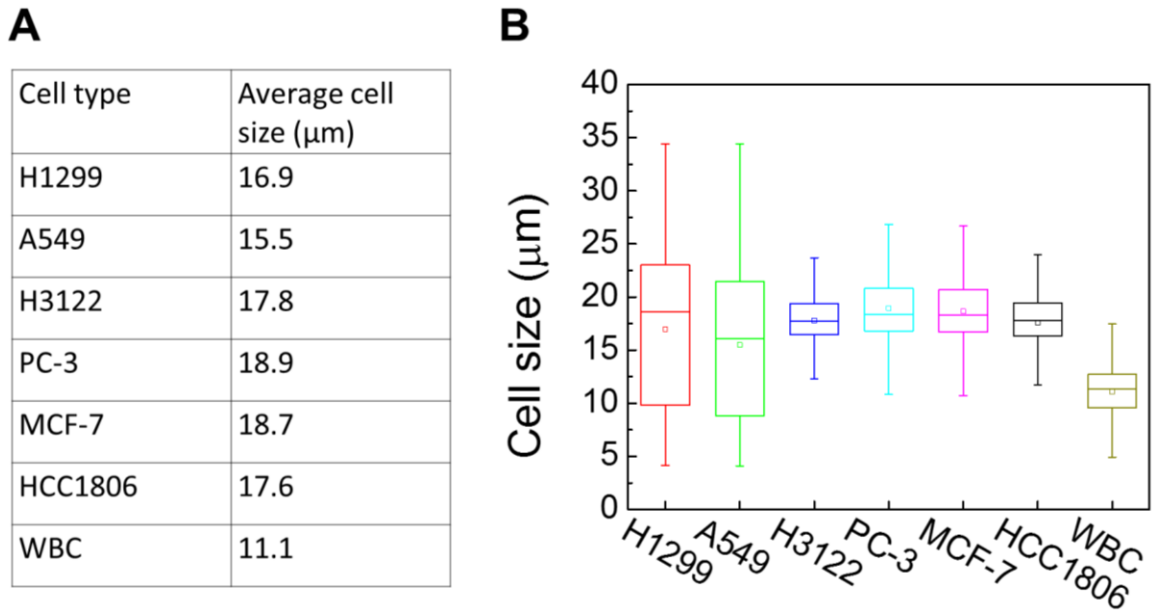 A
Cell type Average cell
size (µm)
H1299 16.9
A549 15.5
H3122 17.8
PC-3 18.9
MCF-7 18.7
HCC1806 17.6
WBC 11.1
B
Cell size (µm)
40
35
30
25
20
15
10
5
0
H1299 A549 H3122 PC-3 MCF-7 HCC1806 WBC